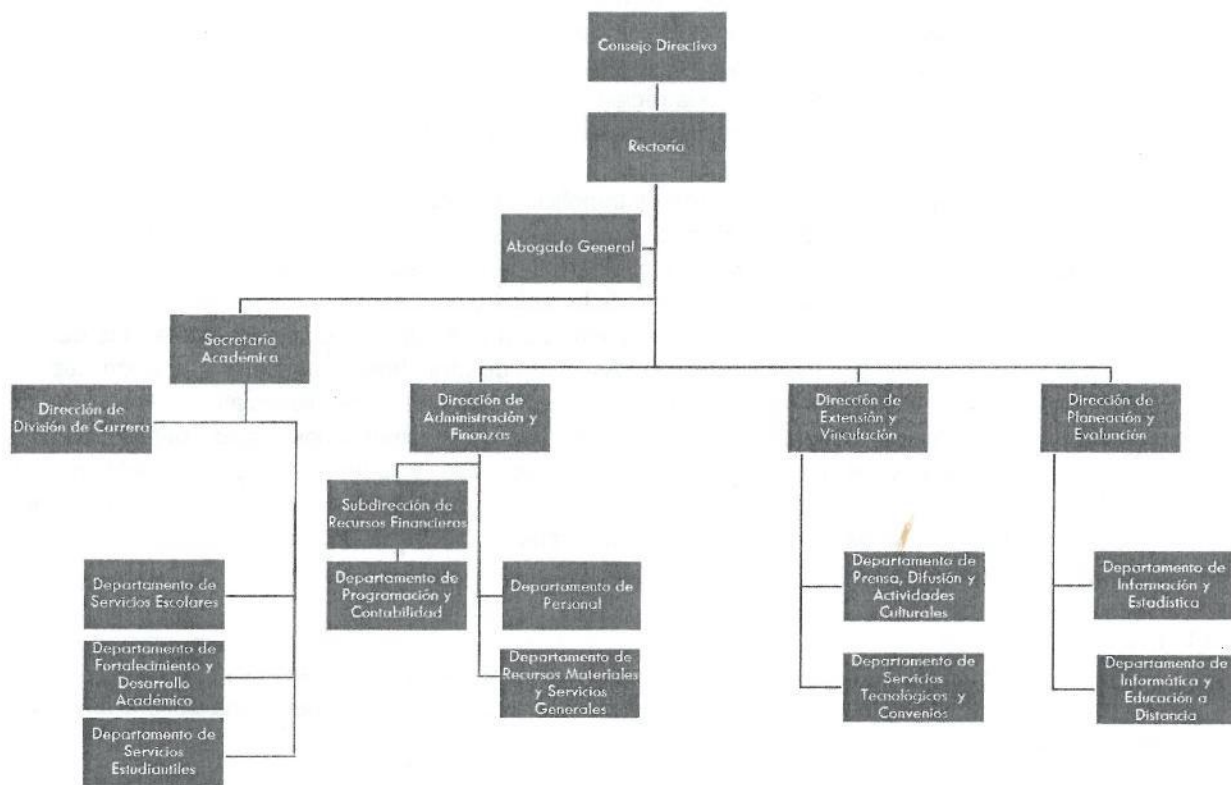 Consejo Directivo
Rectoría
Abogado General
Secretaría
Académica
Dirección de
División de Carrera
Dirección de
Administración y
Finanzas
Dirección de
Extensión y
Vinculación
Dirección de
Planeación y
Evaluación
Subdirección de
Recursos Financieros
Departamento de
Programación y
Contabilidad
Departamento de
Personal
Departamento de
Recursos Materiales
y Servicios
Generales
Departamento de
Prensa, Difusión y
Actividades
Culturales
Departamento de
Servicios
Tecnológicos y
Convenios
Departamento de
Información y
Estadística
Departamento de
Informática y
Educación a
Distancia
Departamento de
Servicios Escolares
Departamento de
Fortalecimiento y
Desarrollo
Académico
Departamento de
Servicios
Estudiantiles